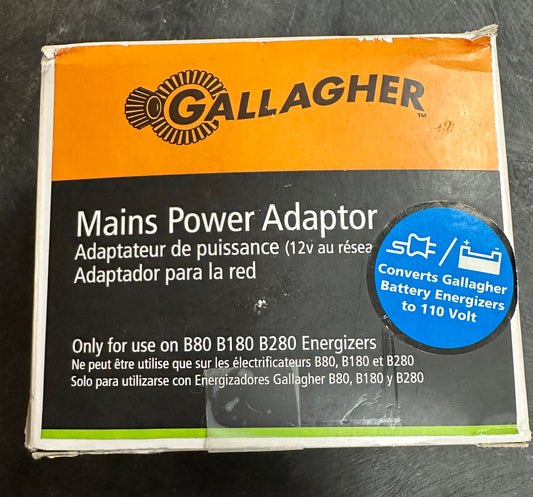 GALLAGHER
TM
Mains Power Adaptor
Adaptateur de puissance (12v au résea
Adaptador para la red
Converts Gallagher
Battery Energizers
to 110 Volt
Only for use on B80 B180 B280 Energizers
Ne peut être utilise que sur les électrificateurs B80, B180 et B280
Solo para utilizarse con Energizadores Gallagher B80, B180 y B280